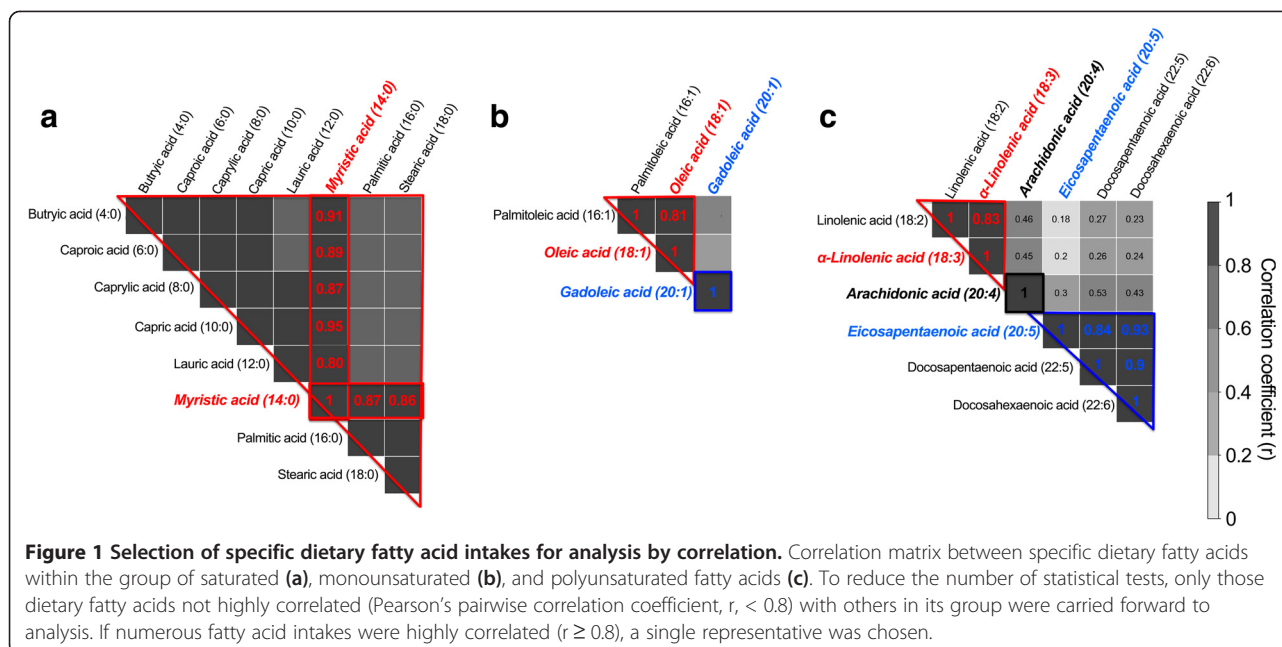 a
Butyric acid (4:0)
Caproic acid (6:0)
Caprylic acid (8:0)
Capric acid (10:0)
Lauric acid (12:0)
Myristic acid (14:0)
Palmitic acid (16:0)
Stearic acid (18:0)
Butryic acid (4:0)
0.91
Caproic acid (6:0)
0.89
Caprylic acid (8:0)
0.87
Capric acid (10:0)
0.95
Lauric acid (12:0)
0.80
Myristic acid (14:0)
1 0.87 0.86
Palmitic acid (16:0)
Stearic acid (18:0)
b
Palmitoleic acid (16:1)
Oleic acid (18:1)
Gadoleic acid (20:1)
Palmitoleic acid (16:1)
1 0.81
Oleic acid (18:1)
1
Gadoleic acid (20:1)
1
c
Linolenic acid (18:2)
α-Linolenic acid (18:3)
Arachidonic acid (20:4)
Eicosapentaenoic acid (20:5)
Docosapentaenoic acid (22:5)
Docosahexaenoic acid (22:6)
Linolenic acid (18:2)
1 0.83 0.46 0.18 0.27 0.23
α-Linolenic acid (18:3)
1 0.45 0.2 0.26 0.24
Arachidonic acid (20:4)
1 0.3 0.53 0.43
Eicosapentaenoic acid (20:5)
1 0.84 0.93
Docosapentaenoic acid (22:5)
1 0.9
Docosahexaenoic acid (22:6)
1
1
0.8
0.6
0.4
0.2
0
Correlation coefficient (r)
Figure 1 Selection of specific dietary fatty acid intakes for analysis by correlation. Correlation matrix between specific dietary fatty acids
within the group of saturated (a), monounsaturated (b), and polyunsaturated fatty acids (c). To reduce the number of statistical tests, only those
dietary fatty acids not highly correlated (Pearson's pairwise correlation coefficient, r, < 0.8) with others in its group were carried forward to
analysis. If numerous fatty acid intakes were highly correlated (r ≥ 0.8), a single representative was chosen.